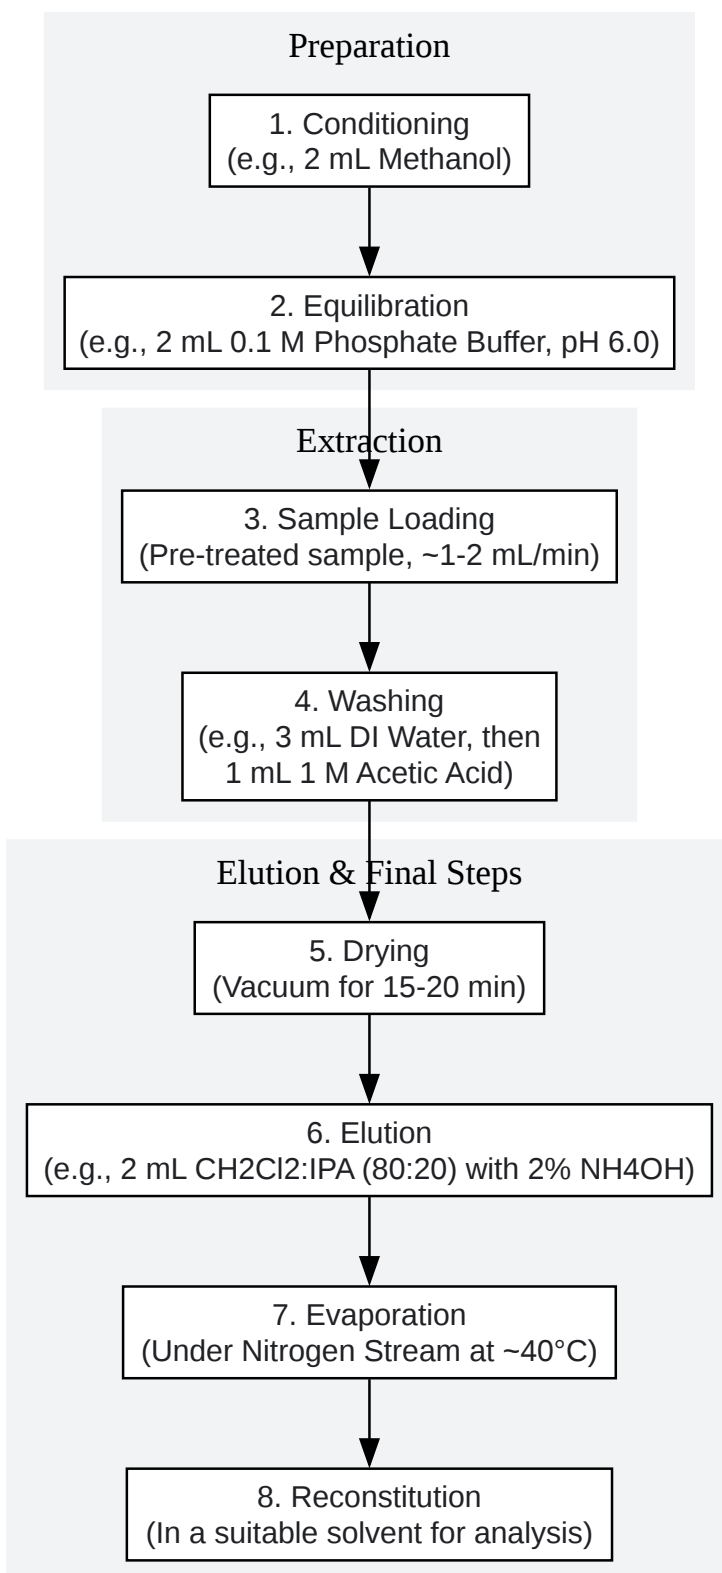 Preparation
1. Conditioning
(e.g., 2 mL Methanol)
2. Equilibration
(e.g., 2 mL 0.1 M Phosphate Buffer, pH 6.0)
Extraction
3. Sample Loading
(Pre-treated sample, ~1-2 mL/min)
4. Washing
(e.g., 3 mL DI Water, then
1 mL 1 M Acetic Acid)
Elution & Final Steps
5. Drying
(Vacuum for 15-20 min)
6. Elution
(e.g., 2 mL CH2Cl2:IPA (80:20) with 2% NH4OH)
7. Evaporation
(Under Nitrogen Stream at ~40°C)
8. Reconstitution
(In a suitable solvent for analysis)